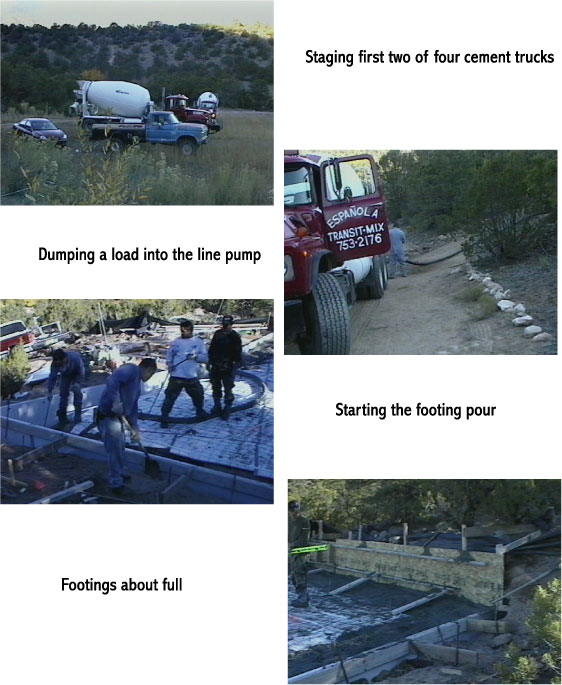 Staging first two of four cement trucks
ESPAÑOLA
TRANSIT-MIX
753-2176
Dumping a load into the line pump
Starting the footing pour
Footings about full